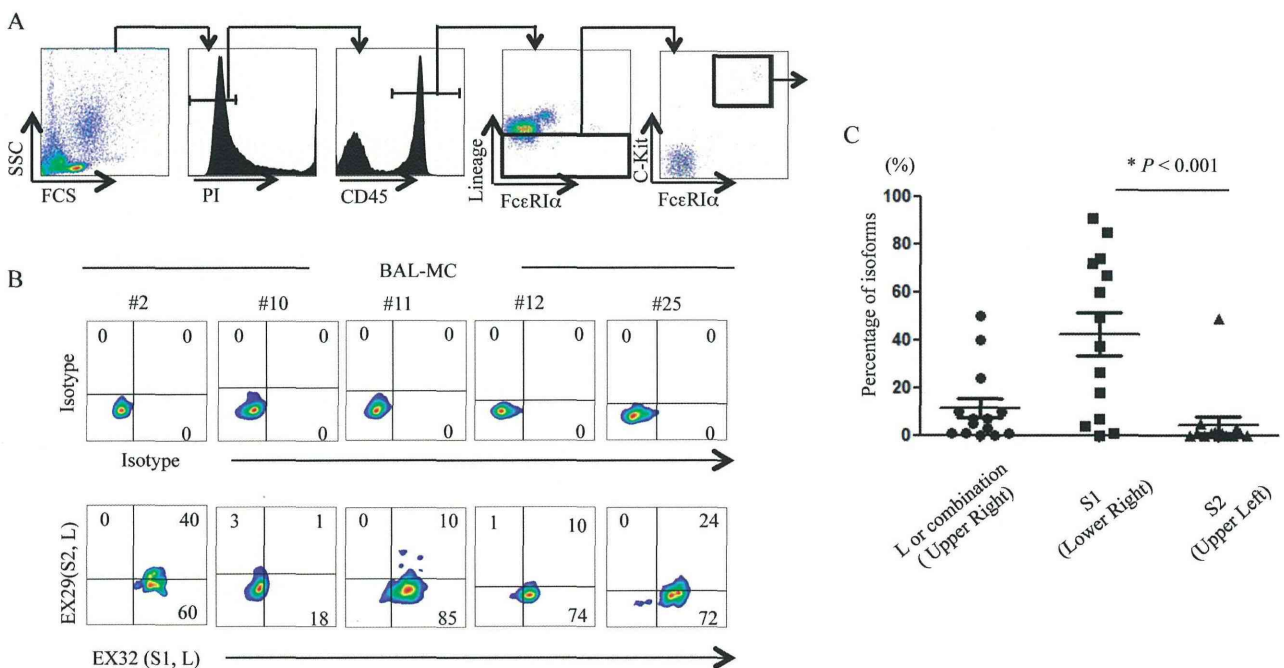 A
SSC
FCS
PI
CD45
Lineage
FcεRIα
C-Kit
FcεRIα
B
BAL-MC
#2 #10 #11 #12 #25
Isotype
0 0 0 0 0 0 0 0 0 0
0 0 0 0 0
Isotype
EX29(S2, L)
0 40 3 1 0 10 1 10 0 24
60 18 85 74 72
EX32 (S1, L)
C
(%)
* P < 0.001
Percentage of isoforms
100
80
60
40
20
0
L or combination
( Upper Right)
S1
(Lower Right)
S2
(Upper Left)